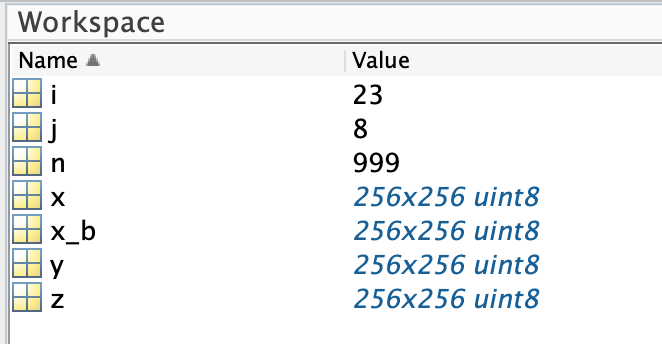 Workspace
Name Value
i 23
j 8
n 999
x 256x256 uint8
x_b 256x256 uint8
y 256x256 uint8
z 256x256 uint8